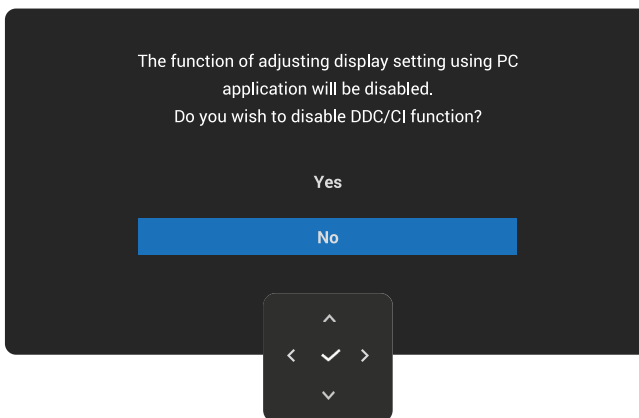 The function of adjusting display setting using PC
application will be disabled.
Do you wish to disable DDC/CI function?
Yes
No